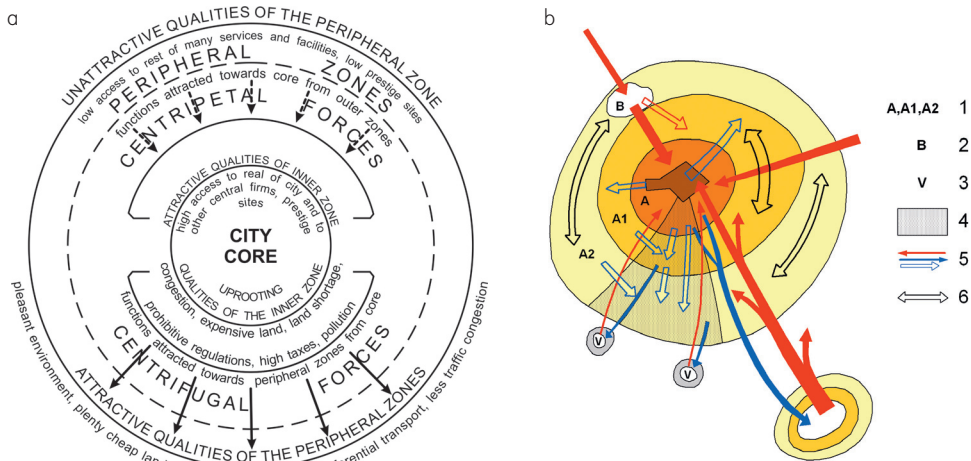 a
UNATTRACTIVE QUALITIES OF THE PERIPHERAL ZONE
low access to rest of many services and facilities, low prestige sites
PERIPHERAL ZONES
functions attracted towards core from outer zones
CENTRIPETAL FORCES
ATTRACTIVE QUALITIES OF INNER ZONE
high access to real of city and to
other central firms, prestige
sites
CITY
CORE
UPROOTING
QUALITIES OF THE INNER ZONE
congestion, expensive land, land shortage,
prohibitive regulations, high taxes, pollution
functions attracted towards peripheral zones from core
CENTRIFUGAL FORCES
ATTRACTIVE QUALITIES OF THE PERIPHERAL ZONES
pleasant environment, plenty cheap
transport, less traffic congestion
b
B
A
A1
A2
V
V
A,A1,A2 1
B 2
V 3
4
5
6